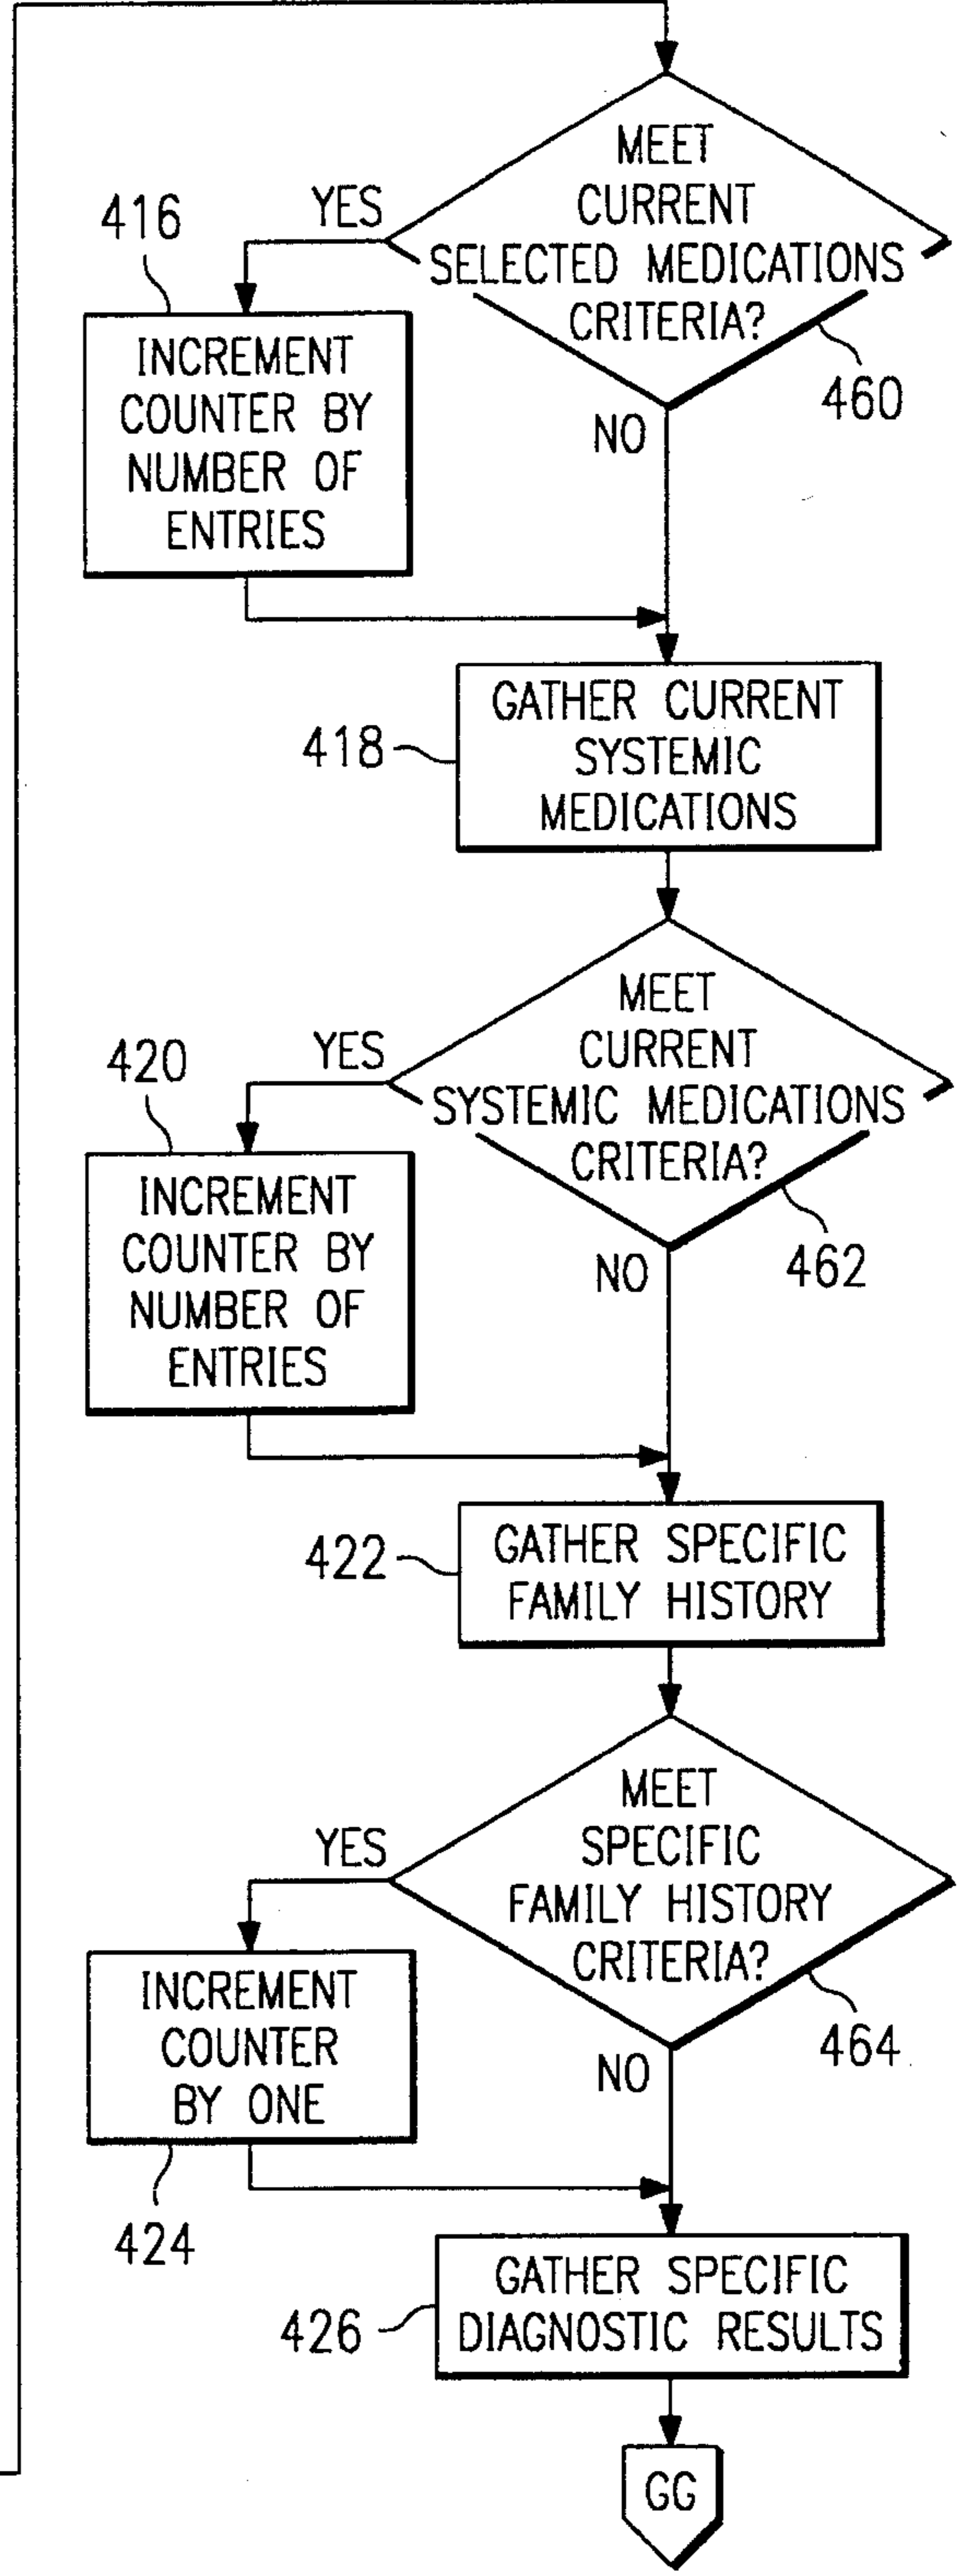 MEET
CURRENT
SELECTED MEDICATIONS
CRITERIA?
460
YES
NO
416
INCREMENT
COUNTER BY
NUMBER OF
ENTRIES
418
GATHER CURRENT
SYSTEMIC
MEDICATIONS
MEET
CURRENT
SYSTEMIC MEDICATIONS
CRITERIA?
462
YES
NO
420
INCREMENT
COUNTER BY
NUMBER OF
ENTRIES
422
GATHER SPECIFIC
FAMILY HISTORY
MEET
SPECIFIC
FAMILY HISTORY
CRITERIA?
464
YES
NO
INCREMENT
COUNTER
BY ONE
424
426
GATHER SPECIFIC
DIAGNOSTIC RESULTS
GG